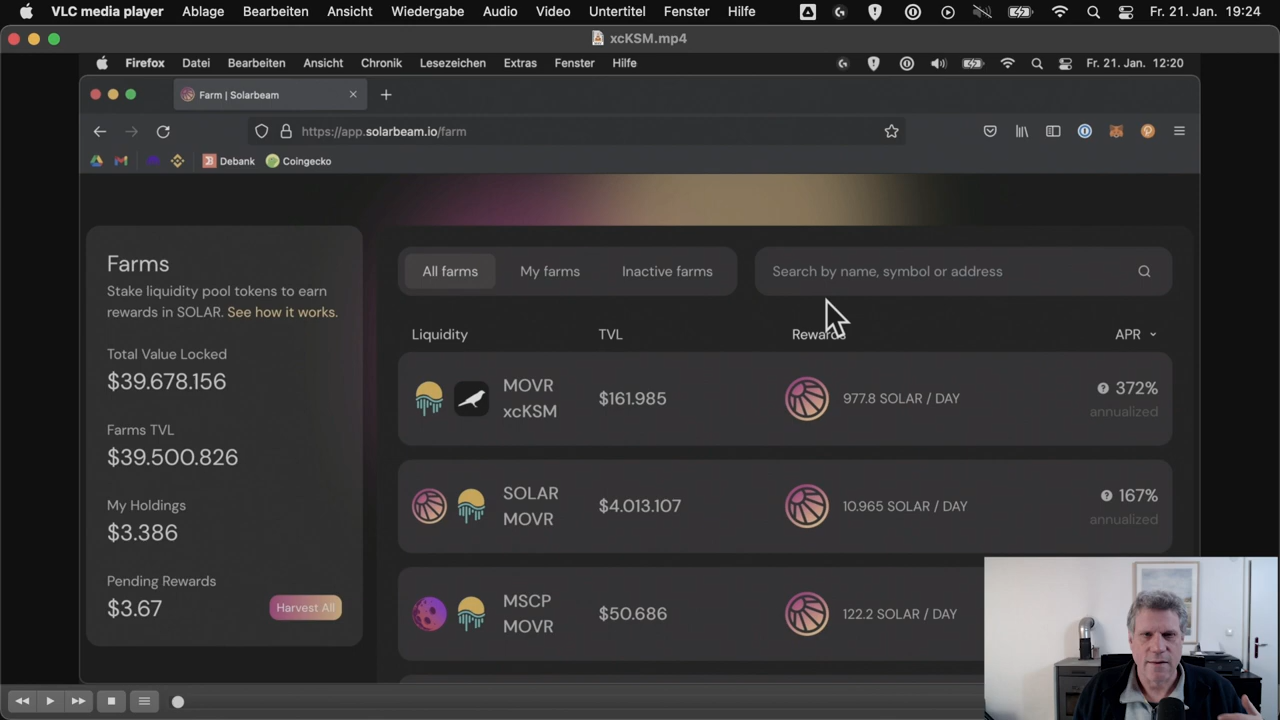 VLC media player Ablage Bearbeiten Ansicht Wiedergabe Audio Video Untertitel Fenster Hilfe Fr. 21. Jan. 19:24
xcKSM.mp4
Firefox Datei Bearbeiten Ansicht Chronik Lesezeichen Extras Fenster Hilfe Fr. 21. Jan. 12:20
Farm | Solarbeam
https://app.solarbeam.io/farm
Debank Coingecko
Farms
Stake liquidity pool tokens to earn
rewards in SOLAR. See how it works.
Total Value Locked
$39.678.156
Farms TVL
$39.500.826
My Holdings
$3.386
Pending Rewards
$3.67
Harvest All
All farms My farms Inactive farms
Search by name, symbol or address
Liquidity TVL Rewards APR
MOVR
xcKSM
$161.985
977.8 SOLAR / DAY
372%
annualized
SOLAR
MOVR
$4.013.107
10.965 SOLAR / DAY
167%
annualized
MSCP
MOVR
$50.686
122.2 SOLAR / DAY